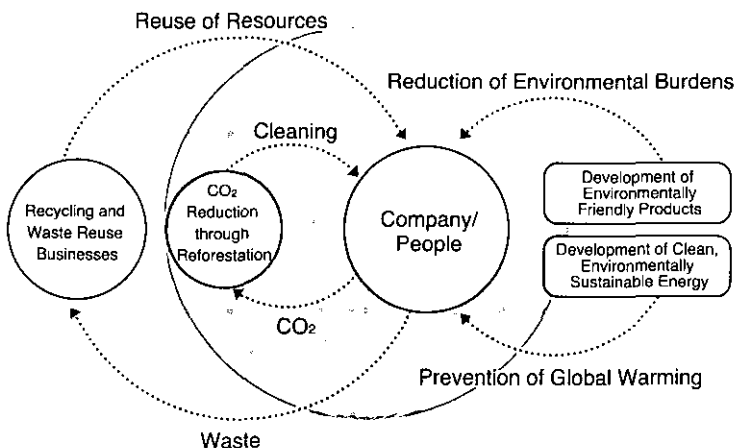 Reuse of Resources
Reduction of Environmental Burdens
Cleaning
Recycling and
Waste Reuse
Businesses
CO₂
Reduction
through
Reforestation
Company/
People
Development of
Environmentally
Friendly Products
Development of Clean,
Environmentally
Sustainable Energy
CO₂
Prevention of Global Warming
Waste